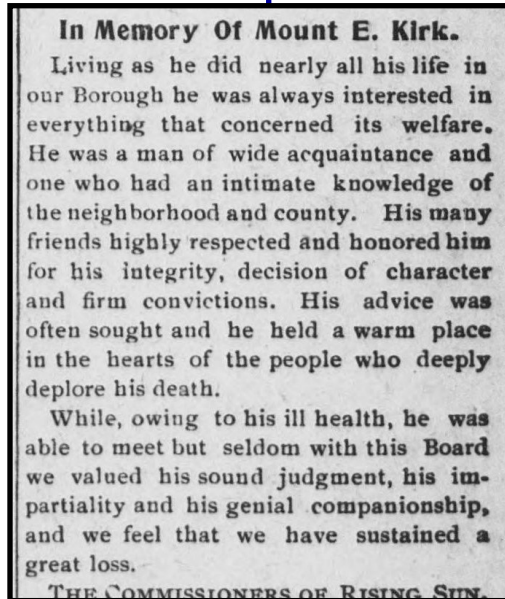 In Memory Of Mount E. Kirk.
Living as he did nearly all his life in
our Borough he was always interested in
everything that concerned its welfare.
He was a man of wide acquaintance and
one who had an intimate knowledge of
the neighborhood and county. His many
friends highly respected and honored him
for his integrity, decision of character
and firm convictions. His advice was
often sought and he held a warm place
in the hearts of the people who deeply
deplore his death.
While, owing to his ill health, he was
able to meet but seldom with this Board
we valued his sound judgment, his im-
partiality and his genial companionship,
and we feel that we have sustained a
great loss.
THE COMMISSIONERS OF RISING SUN.